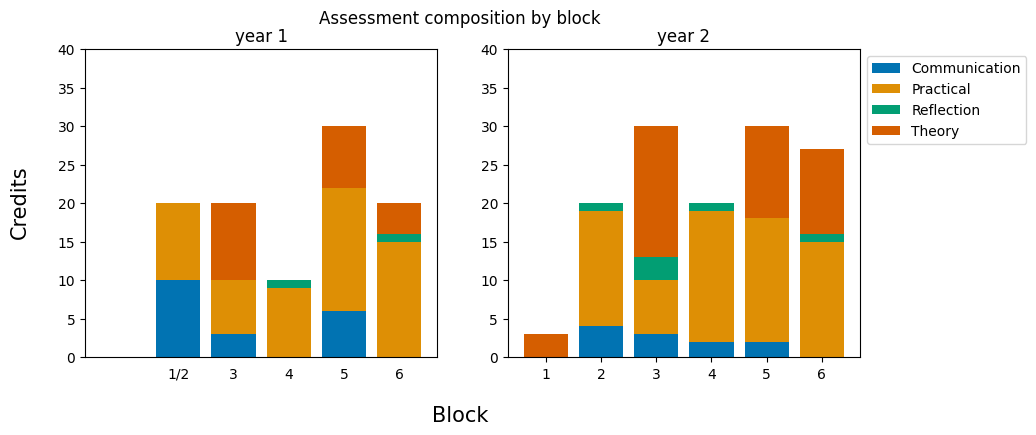 Assessment composition by block
year 1
year 2
40
35
30
25
20
15
10
5
0
1/2 3 4 5 6
40
35
30
25
20
15
10
5
0
1 2 3 4 5 6
Communication
Practical
Reflection
Theory
Credits
Block